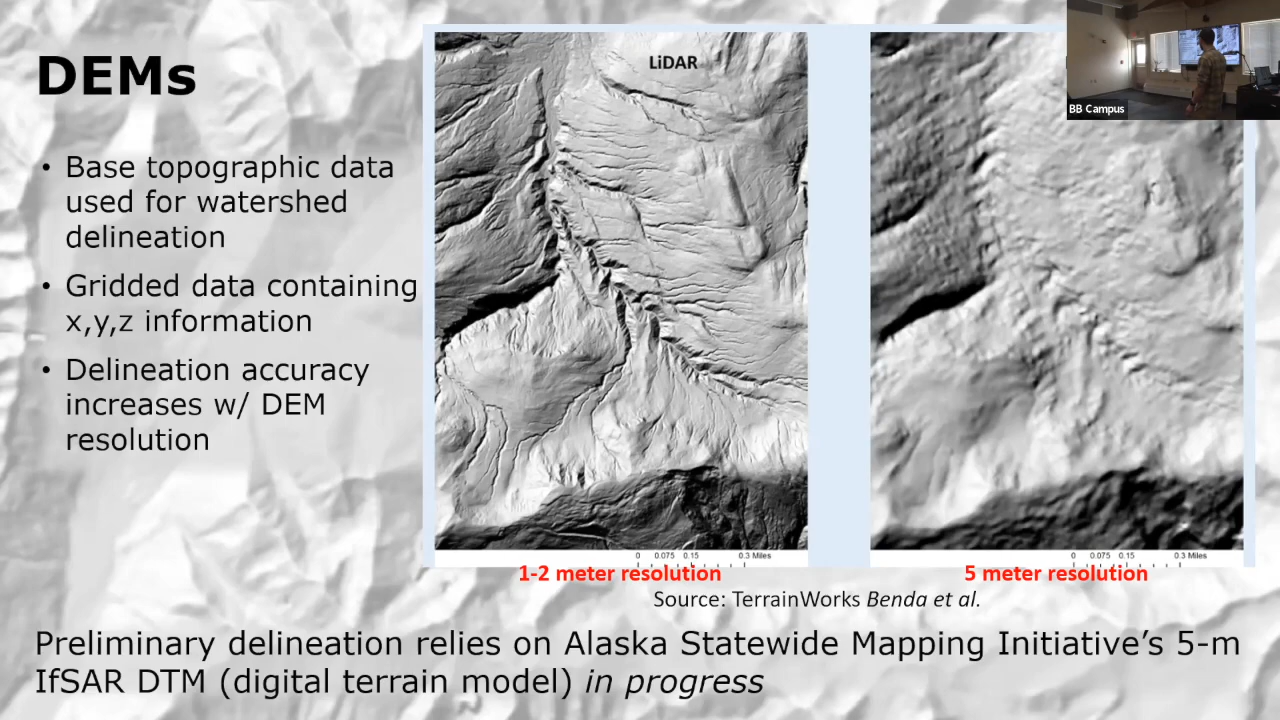 DEMs
• Base topographic data
used for watershed
delineation
• Gridded data containing
x,y,z information
• Delineation accuracy
increases w/ DEM
resolution
LiDAR
BB Campus
0 0.075 0.15 0.3 Miles
0 0.075 0.15 0.3 Miles
1-2 meter resolution
5 meter resolution
Source: TerrainWorks Benda et al.
Preliminary delineation relies on Alaska Statewide Mapping Initiative’s 5-m
IfSAR DTM (digital terrain model) in progress